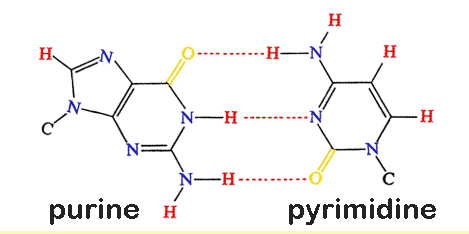 H
H N O H N H
N N H N H
C
N N
N H O C
H
purine pyrimidine